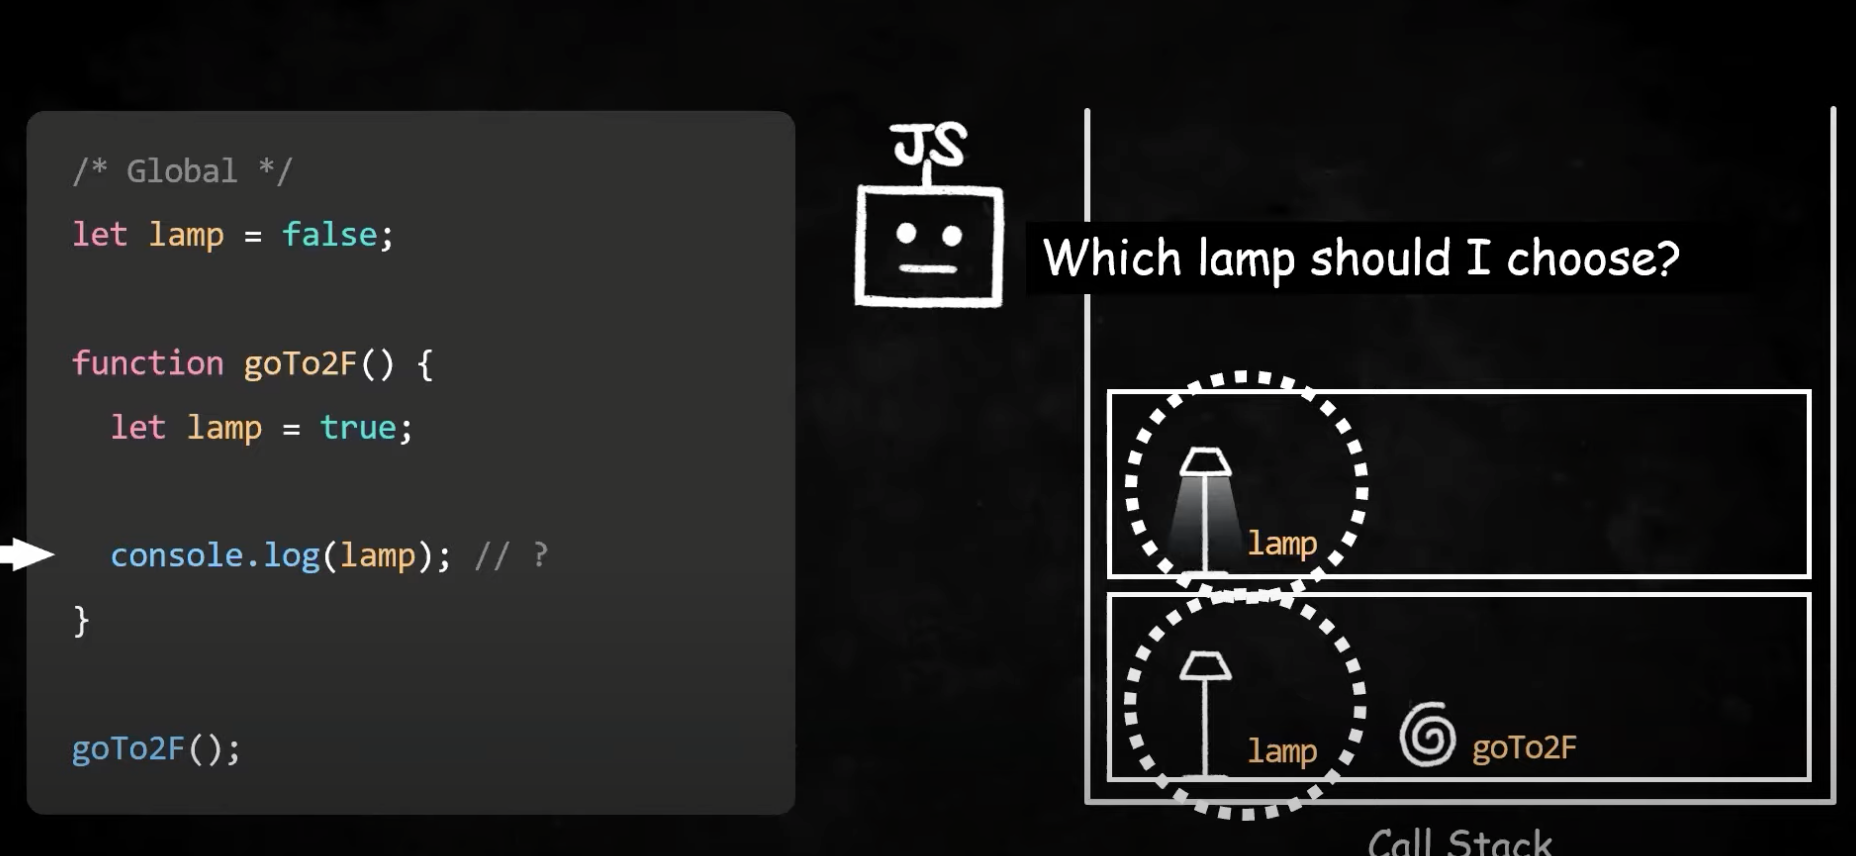 /* Global */
let lamp = false;
function goTo2F() {
let lamp = true;
console.log(lamp); // ?
}
goTo2F();
JS
Which lamp should I choose?
lamp
lamp
goTo2F
Call Stack